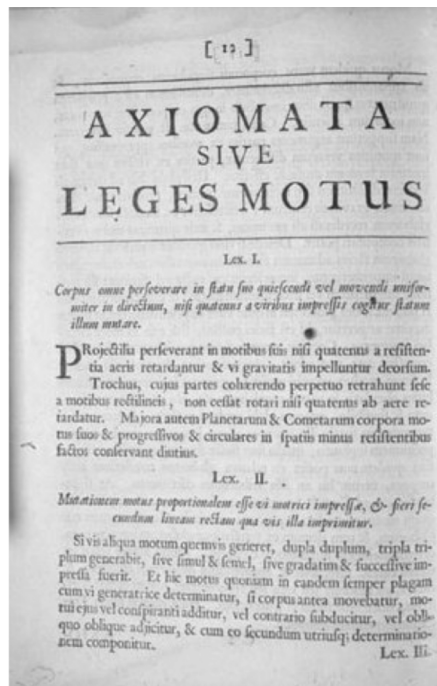 [ 12 ]
AXIOMATA
SIVE
LEGES MOTUS
Lex. I.
Corpus omne perseverare in statu suo quiescendi vel movendi unifor-
miter in directum, nisi quatenus a viribus impressis cogitur statum
illum mutare.
PRojectilia perseverant in motibus suis nisi quatenus a resisten-
tia aeris retardantur & vi gravitatis impelluntur deorsum.
Trochus, cujus partes cohærendo perpetuo retrahunt sese
a motibus rectilineis, non cessat rotari nisi quatenus ab aere re-
tardatur. Majora autem Planetarum & Cometarum corpora mo-
tus suos & progressivos & circulares in spatiis minus resistentibus
factos conservant diutius.
Lex. II.
Mutationem motus proportionalem esse vi motrici impressæ, & fieri se-
cundum lineam rectam qua vis illa imprimitur.
Si vis aliqua motum quemvis generet, dupla duplum, tripla tri-
plum generabit, sive simul & semel, sive gradatim & successive im-
pressa fuerit. Et hic motus quoniam in eandem semper plagam
cum vi generatrice determinatur, si corpus antea movebatur, mo-
tui ejus vel conspiranti additur, vel contrario subducitur, vel obli-
quo oblique adjicitur, & cum eo secundum utriusq; determinatio-
nem componitur.
Lex. III.